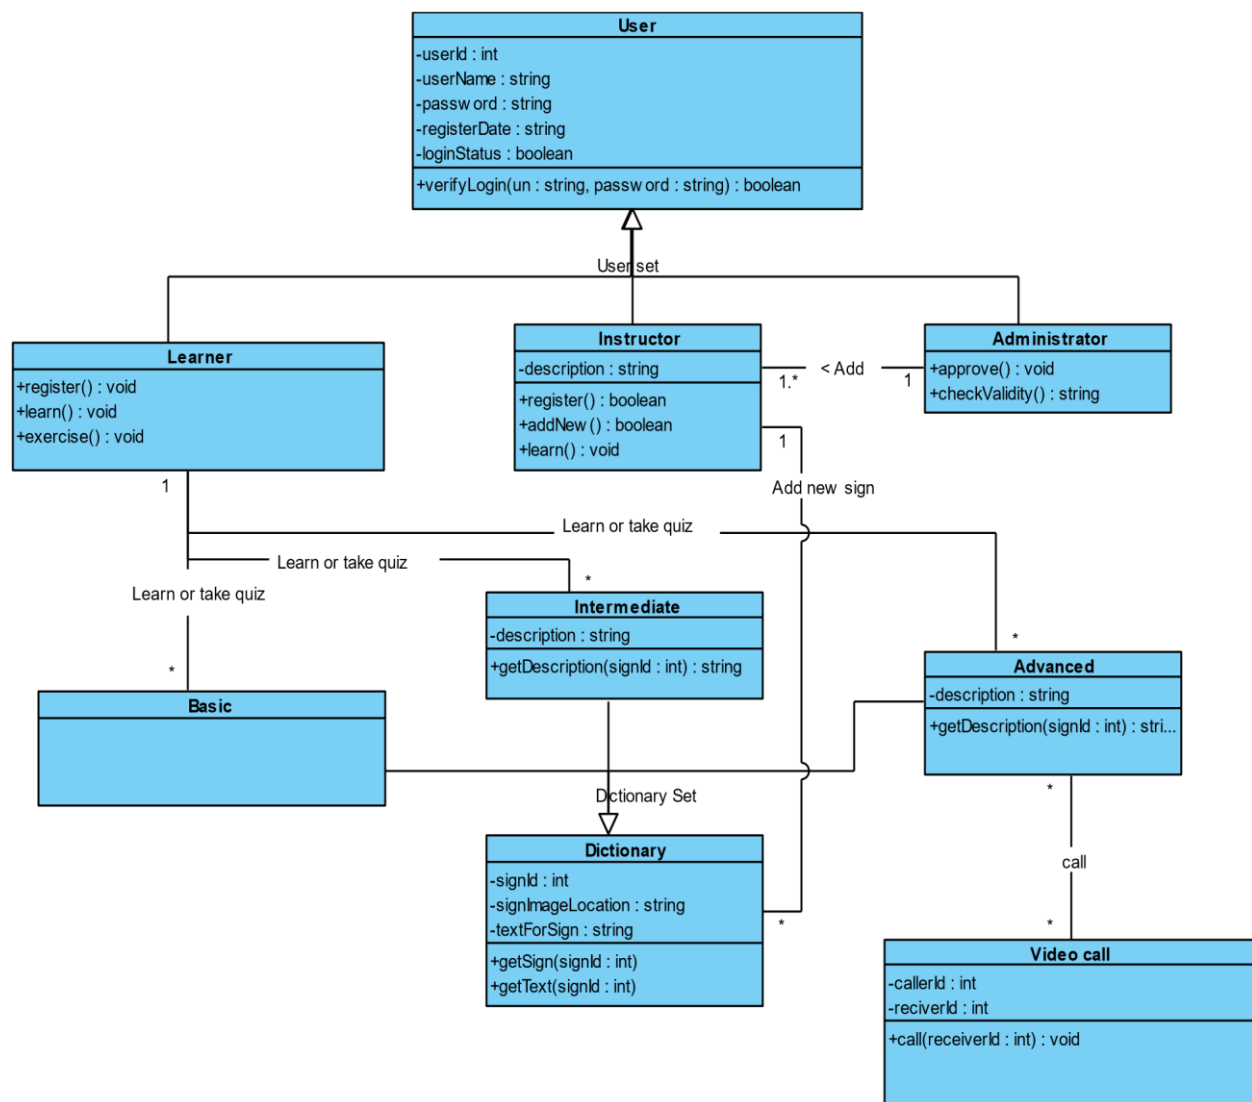 User
-userId : int
-userName : string
-password : string
-registerDate : string
-loginStatus : boolean
+verifyLogin(un : string, password : string) : boolean
User set
Learner
+register() : void
+learn() : void
+exercise() : void
Instructor
-description : string
+register() : boolean
+addNew() : boolean
+learn() : void
1.*
< Add
1
Administrator
+approve() : void
+checkValidity() : string
1
1
Add new sign
Learn or take quiz
Learn or take quiz
Learn or take quiz
*
*
*
Intermediate
-description : string
+getDescription(signId : int) : string
Advanced
-description : string
+getDescription(signId : int) : stri...
Basic
Dctionary Set
*
call
*
Dictionary
-signId : int
-signImageLocation : string
-textForSign : string
+getSign(signId : int)
+getText(signId : int)
*
Video call
-callerId : int
-reciverId : int
+call(receiverId : int) : void